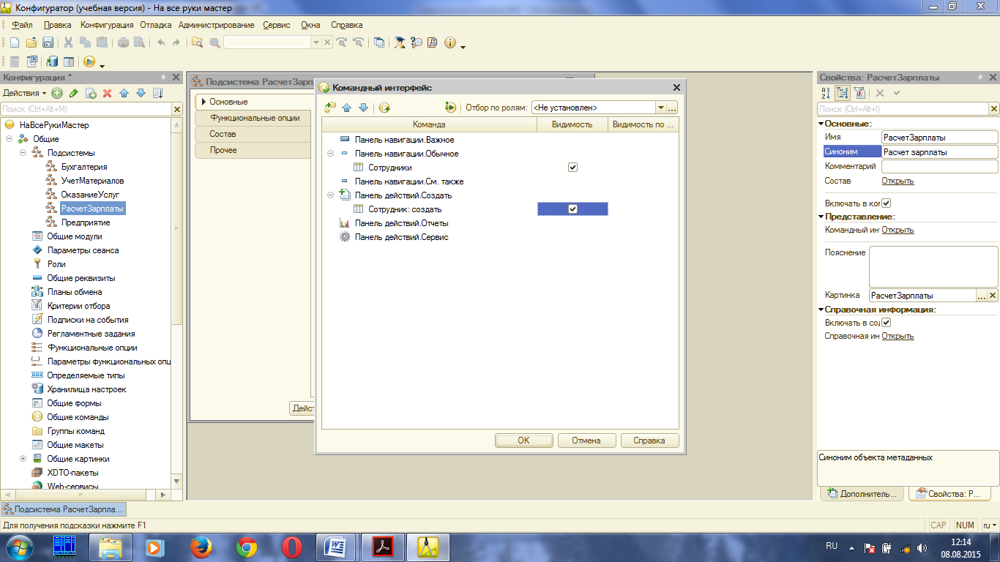 Конфигуратор (учебная версия) - На все руки мастер
Файл Правка Конфигурация Отладка Администрирование Сервис Окна Справка
Конфигурация *
Действия
Поиск (Ctrl+Alt+M)
НаВсеРукиМастер
Общие
Подсистемы
Бухгалтерия
УчетМатериалов
ОказаниеУслуг
РасчетЗарплаты
Предприятие
Общие модули
Параметры сеанса
Роли
Общие реквизиты
Планы обмена
Критерии отбора
Подписки на события
Регламентные задания
Функциональные опции
Параметры функциональных опц
Определяемые типы
Хранилища настроек
Общие формы
Общие команды
Группы команд
Общие макеты
Общие картинки
XDTO-пакеты
Web-сервисы
Подсистема РасчетЗар
Основные
Функциональные опции
Состав
Прочее
Дейст
Командный интерфейс
Отбор по ролям: <Не установлен>
Команда Видимость Видимость по ...
Панель навигации.Важное
Панель навигации.Обычное
Сотрудники
Панель навигации.См. также
Панель действий.Создать
Сотрудник: создать
Панель действий.Отчеты
Панель действий.Сервис
OK Отмена Справка
Свойства: РасчетЗарплаты
Поиск (Ctrl+Alt+I)
Основные:
Имя РасчетЗарплаты
Синоним Расчет зарплаты
Комментарий
Состав Открыть
Включать в ком
Представление:
Командный инт Открыть
Пояснение
Картинка РасчетЗарплаты
Справочная информация:
Включать в сод
Справочная ин Открыть
Синоним объекта метаданных
Дополнитель... Свойства: Р...
Подсистема РасчетЗарпла...
Для получения подсказки нажмите F1
CAP NUM ru
RU
12:14
08.08.2015